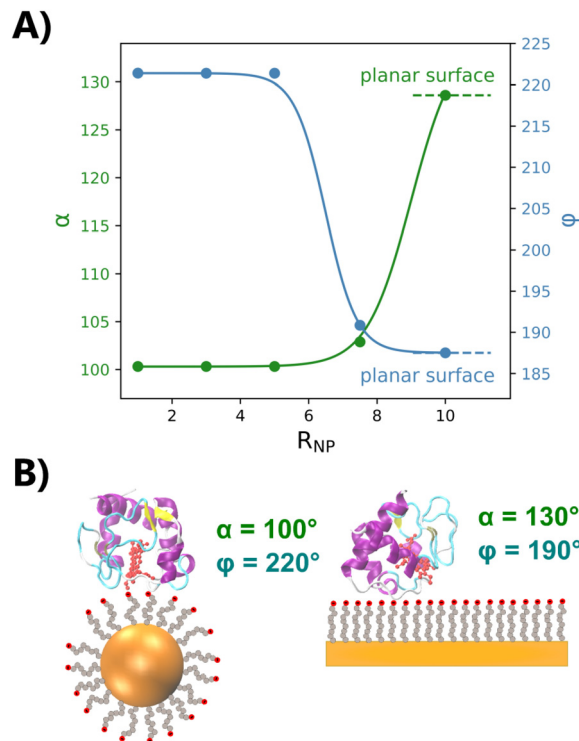 A)
130
125
120
115
110
105
100
α
planar surface
planar surface
225
220
215
210
205
200
195
190
185
φ
2 4 6 8 10
R_NP
B)
α = 100°
φ = 220°
α = 130°
φ = 190°